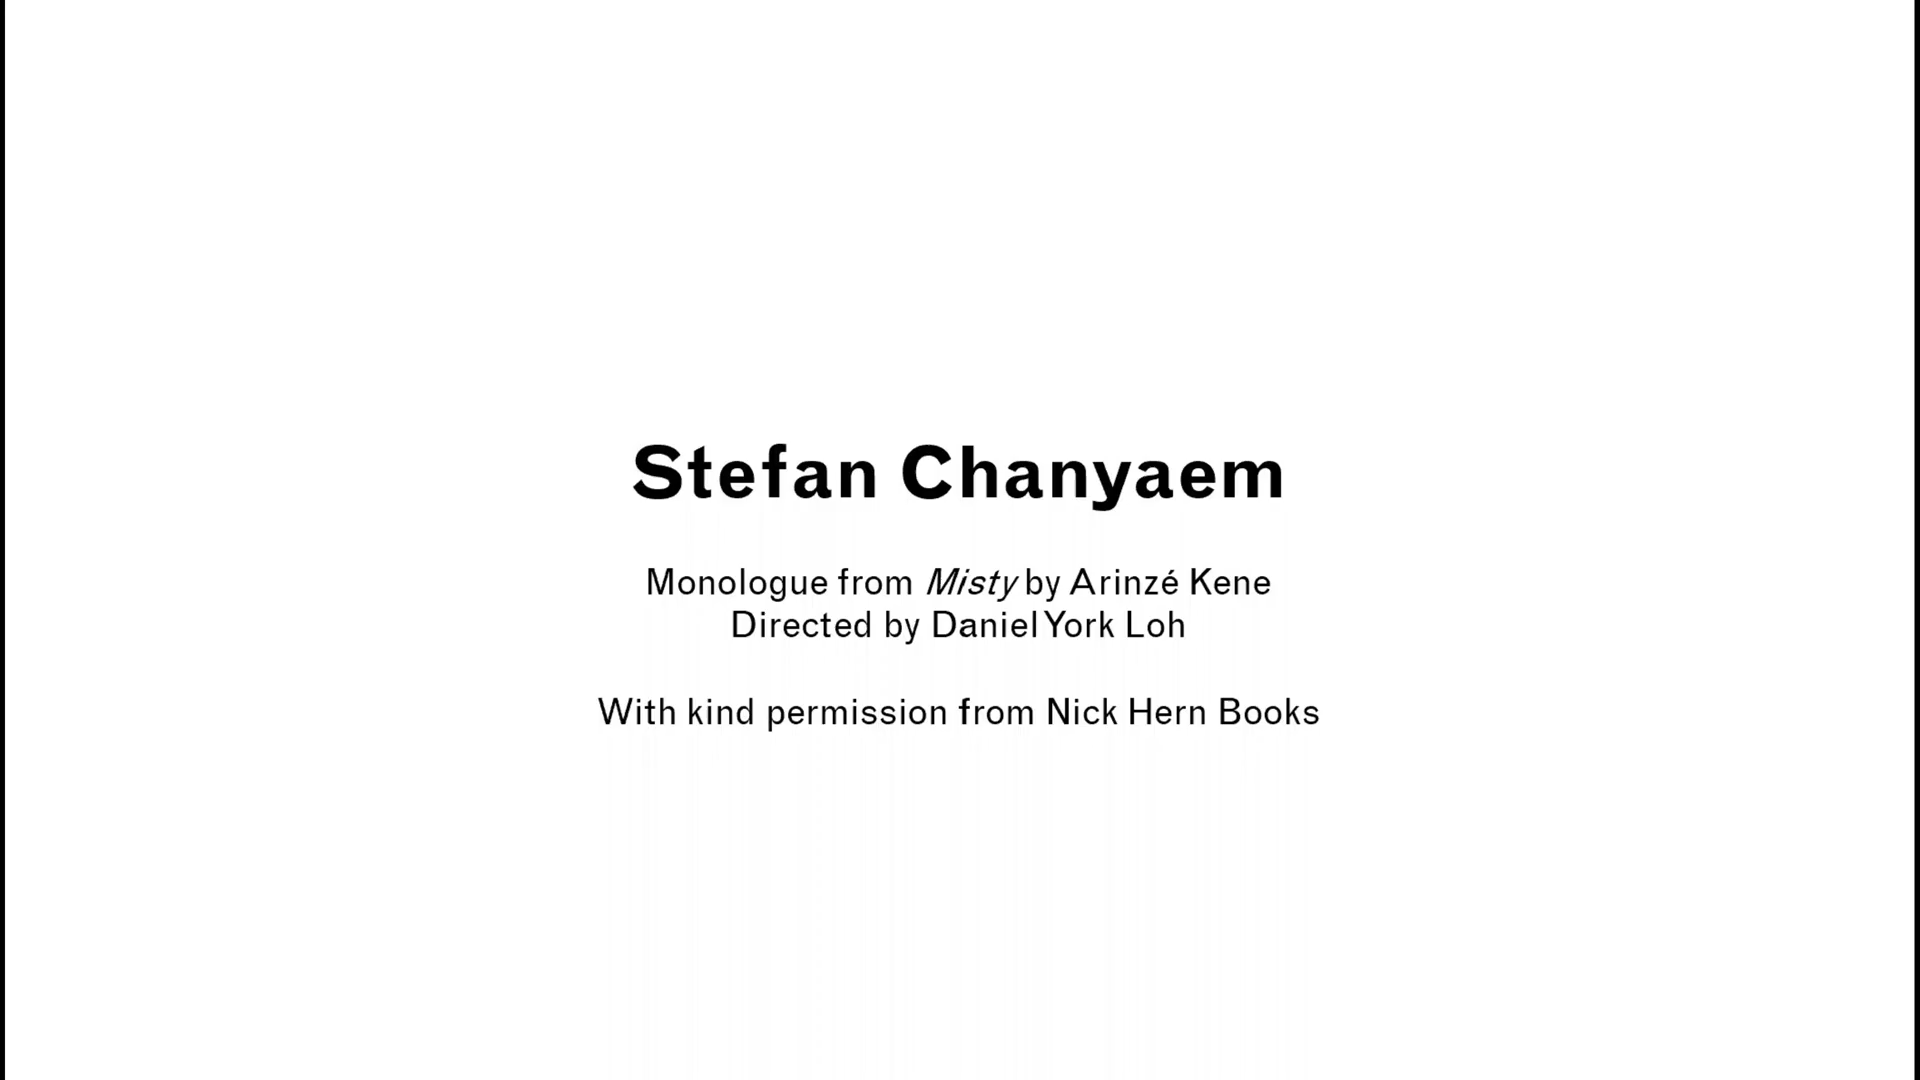 Stefan Chanyaem
Monologue from Misty by Arinzé Kene
Directed by Daniel York Loh
With kind permission from Nick Hern Books